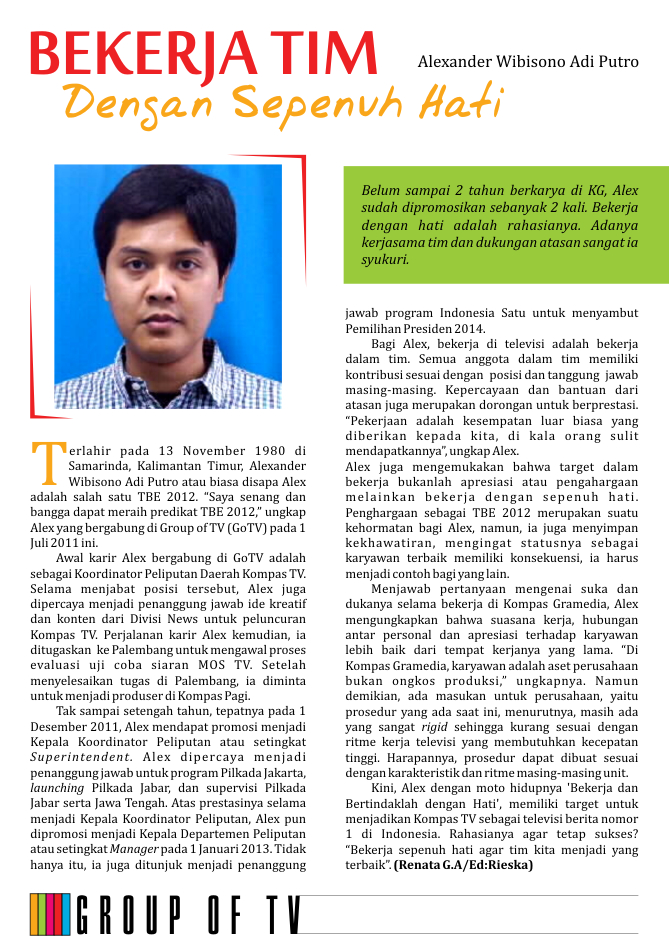 BEKERJA TIM
Alexander Wibisono Adi Putro
Dengan Sepenuh Hati
Belum sampai 2 tahun berkarya di KG, Alex
sudah dipromosikan sebanyak 2 kali. Bekerja
dengan hati adalah rahasianya. Adanya
kerjasama tim dan dukungan atasan sangat ia
syukuri.
Terlahir pada 13 November 1980 di
Samarinda, Kalimantan Timur, Alexander
Wibisono Adi Putro atau biasa disapa Alex
adalah salah satu TBE 2012. “Saya senang dan
bangga dapat meraih predikat TBE 2012,” ungkap
Alex yang bergabung di Group of TV (GoTV) pada 1
Juli 2011 ini.
Awal karir Alex bergabung di GoTV adalah
sebagai Koordinator Peliputan Daerah Kompas TV.
Selama menjabat posisi tersebut, Alex juga
dipercaya menjadi penanggung jawab ide kreatif
dan konten dari Divisi News untuk peluncuran
Kompas TV. Perjalanan karir Alex kemudian, ia
ditugaskan ke Palembang untuk mengawal proses
evaluasi uji coba siaran MOS TV. Setelah
menyelesaikan tugas di Palembang, ia diminta
untuk menjadi produser di Kompas Pagi.
Tak sampai setengah tahun, tepatnya pada 1
Desember 2011, Alex mendapat promosi menjadi
Kepala Koordinator Peliputan atau setingkat
Superintendent. Alex dipercaya menjadi
penanggung jawab untuk program Pilkada Jakarta,
launching Pilkada Jabar, dan supervisi Pilkada
Jabar serta Jawa Tengah. Atas prestasinya selama
menjadi Kepala Koordinator Peliputan, Alex pun
dipromosi menjadi Kepala Departemen Peliputan
atau setingkat Manager pada 1 Januari 2013. Tidak
hanya itu, ia juga ditunjuk menjadi penanggung
jawab program Indonesia Satu untuk menyambut
Pemilihan Presiden 2014.
Bagi Alex, bekerja di televisi adalah bekerja
dalam tim. Semua anggota dalam tim memiliki
kontribusi sesuai dengan posisi dan tanggung jawab
masing-masing. Kepercayaan dan bantuan dari
atasan juga merupakan dorongan untuk berprestasi.
“Pekerjaan adalah kesempatan luar biasa yang
diberikan kepada kita, di kala orang sulit
mendapatkannya”, ungkap Alex.
Alex juga mengemukakan bahwa target dalam
bekerja bukanlah apresiasi atau pengahargaan
melainkan bekerja dengan sepenuh hati.
Penghargaan sebagai TBE 2012 merupakan suatu
kehormatan bagi Alex, namun, ia juga menyimpan
kekhawatiran, mengingat statusnya sebagai
karyawan terbaik memiliki konsekuensi, ia harus
menjadi contoh bagi yang lain.
Menjawab pertanyaan mengenai suka dan
dukanya selama bekerja di Kompas Gramedia, Alex
mengungkapkan bahwa suasana kerja, hubungan
antar personal dan apresiasi terhadap karyawan
lebih baik dari tempat kerjanya yang lama. “Di
Kompas Gramedia, karyawan adalah aset perusahaan
bukan ongkos produksi,” ungkapnya. Namun
demikian, ada masukan untuk perusahaan, yaitu
prosedur yang ada saat ini, menurutnya, masih ada
yang sangat rigid sehingga kurang sesuai dengan
ritme kerja televisi yang membutuhkan kecepatan
tinggi. Harapannya, prosedur dapat dibuat sesuai
dengan karakteristik dan ritme masing-masing unit.
Kini, Alex dengan moto hidupnya 'Bekerja dan
Bertindaklah dengan Hati', memiliki target untuk
menjadikan Kompas TV sebagai televisi berita nomor
1 di Indonesia. Rahasianya agar tetap sukses?
“Bekerja sepenuh hati agar tim kita menjadi yang
terbaik”. (Renata G.A/Ed:Rieska)
GROUP OF TV